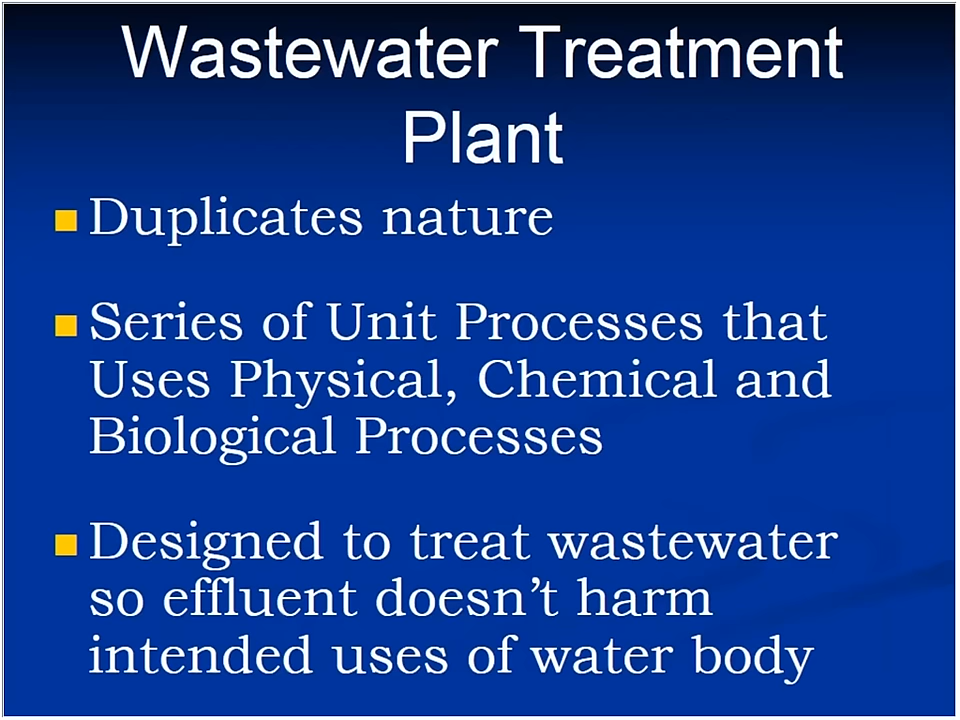 Wastewater Treatment
Plant
Duplicates nature
Series of Unit Processes that
Uses Physical, Chemical and
Biological Processes
Designed to treat wastewater
so effluent doesn’t harm
intended uses of water body